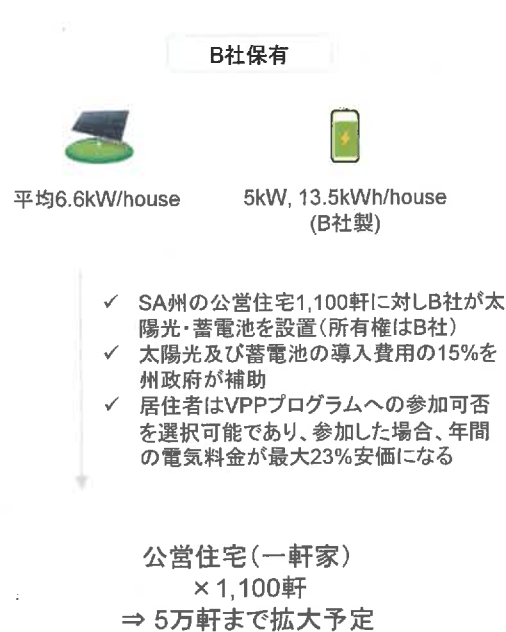 B社保有
平均6.6kW/house
5kW, 13.5kWh/house
(B社製)
✓ SA州の公営住宅1,100軒に対しB社が太
陽光・蓄電池を設置(所有権はB社)
✓ 太陽光及び蓄電池の導入費用の15%を
州政府が補助
✓ 居住者はVPPプログラムへの参加可否
を選択可能であり、参加した場合、年間
の電気料金が最大23%安価になる
公営住宅(一軒家)
×1,100軒
⇒ 5万軒まで拡大予定